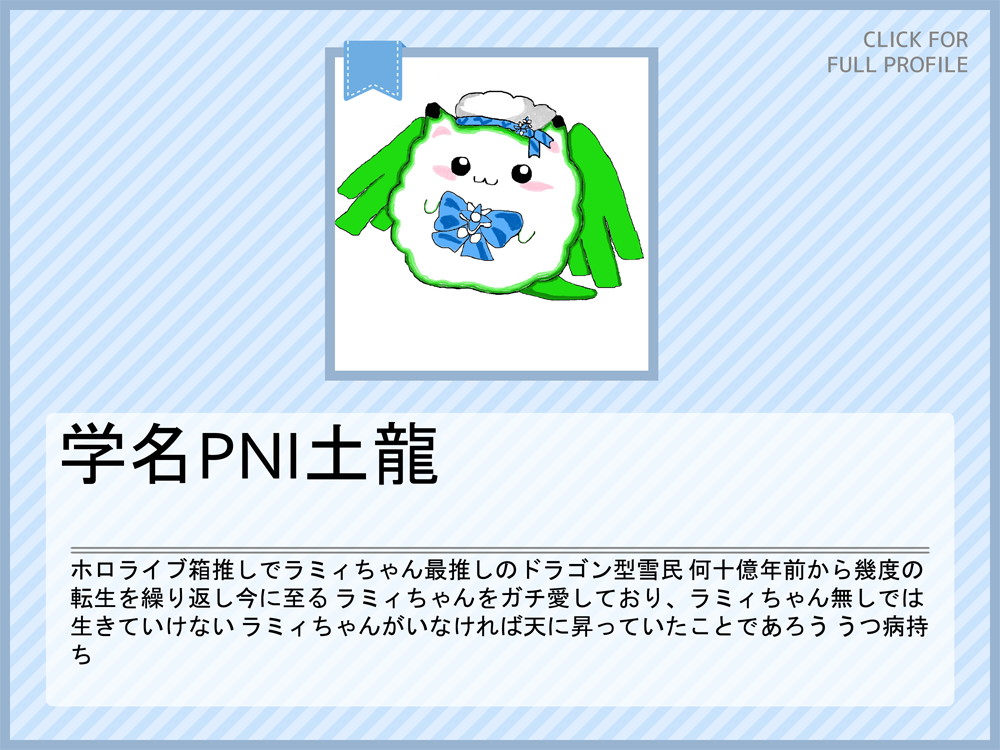 CLICK FOR
FULL PROFILE
学名PNI土龍
ホロライブ箱推しでラミィちゃん最推しのドラゴン型雪民 何十億年前から幾度の
転生を繰り返し今に至る ラミィちゃんをガチ愛しており、ラミィちゃん無しでは
生きていけない ラミィちゃんがいなければ天に昇っていたことであろう うつ病持
ち